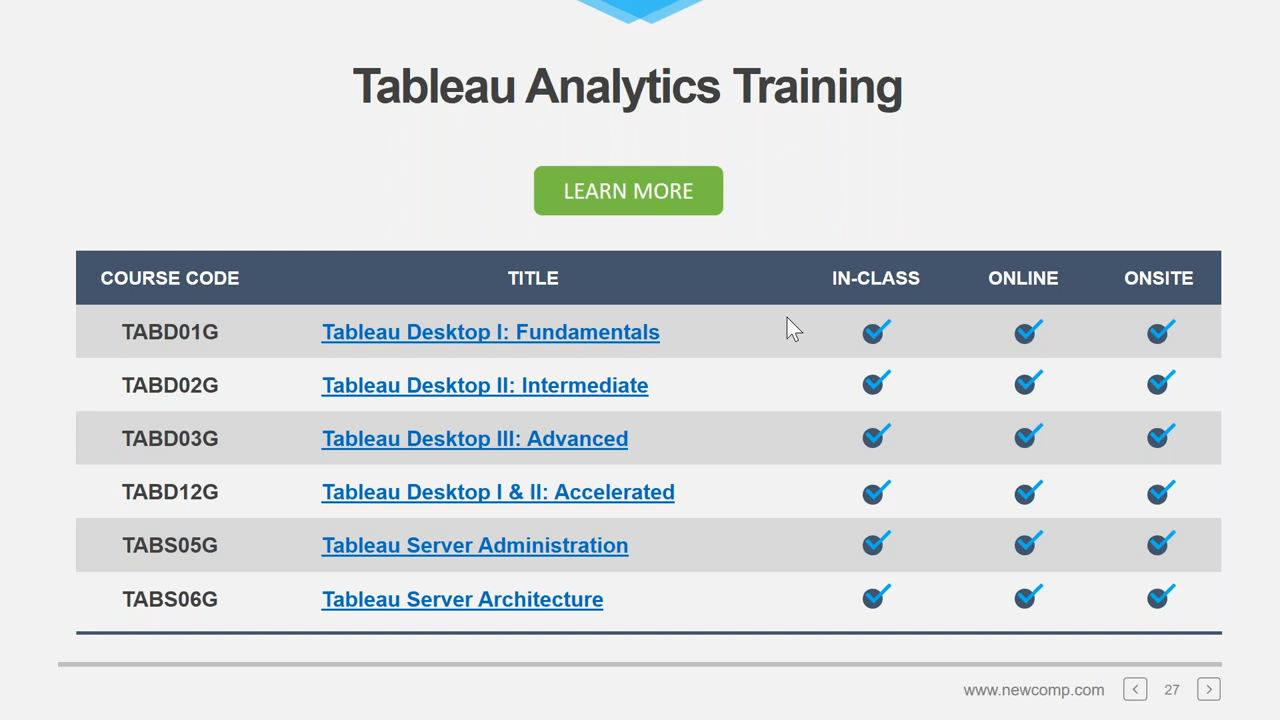 Tableau Analytics Training
LEARN MORE
COURSE CODE TITLE IN-CLASS ONLINE ONSITE
TABD01G Tableau Desktop I: Fundamentals
TABD02G Tableau Desktop II: Intermediate
TABD03G Tableau Desktop III: Advanced
TABD12G Tableau Desktop I & II: Accelerated
TABS05G Tableau Server Administration
TABS06G Tableau Server Architecture
www.newcomp.com 27